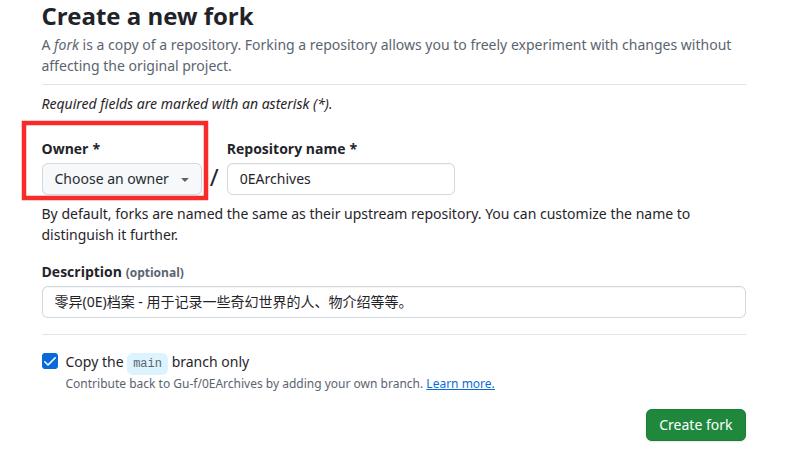 Create a new fork
A fork is a copy of a repository. Forking a repository allows you to freely experiment with changes without
affecting the original project.
Required fields are marked with an asterisk (*).
Owner *
Repository name *
Choose an owner
/
0EArchives
By default, forks are named the same as their upstream repository. You can customize the name to
distinguish it further.
Description (optional)
零异(0E)档案 - 用于记录一些奇幻世界的人、物介绍等等。
Copy the main branch only
Contribute back to Gu-f/0EArchives by adding your own branch. Learn more.
Create fork